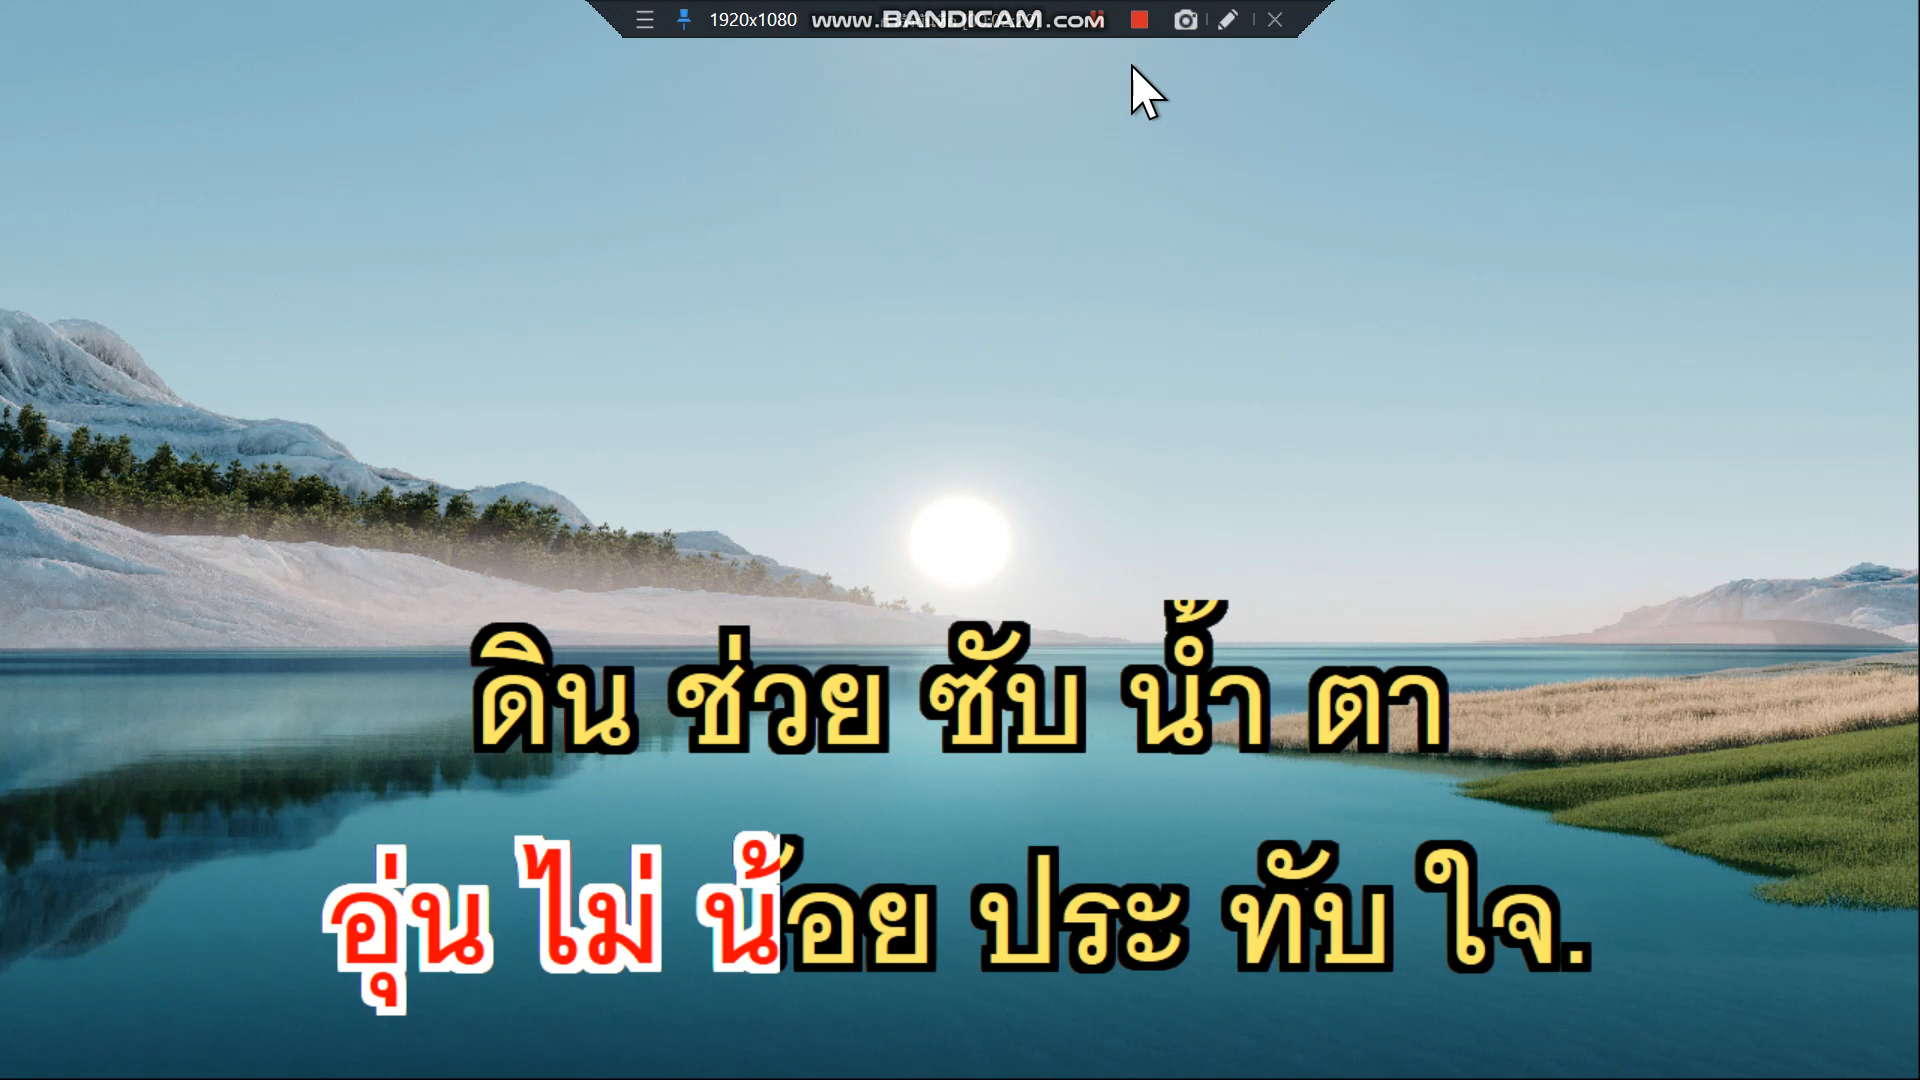 1920x1080 www.BANDICAM.com
ดิน ช่วย ซับ น้ำ ตา
อุ่น ไม่ น้อย ประ ทับ ใจ.